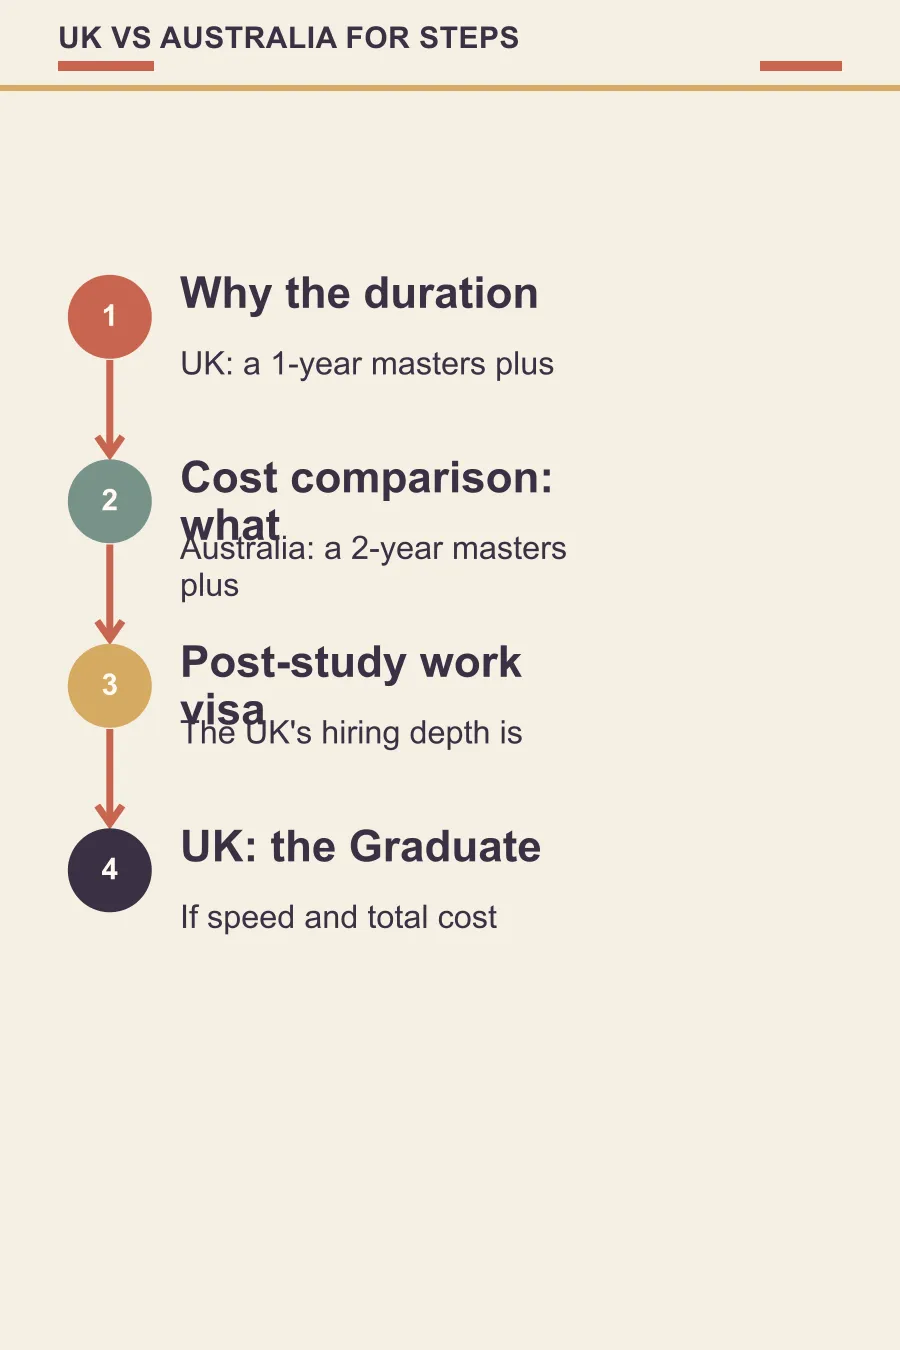 UK VS AUSTRALIA FOR STEPS
1
Why the duration
UK: a 1-year masters plus
2
Cost comparison:
what
Australia: a 2-year masters
plus
3
Post-study work
visa
The UK's hiring depth is
4
UK: the Graduate
If speed and total cost